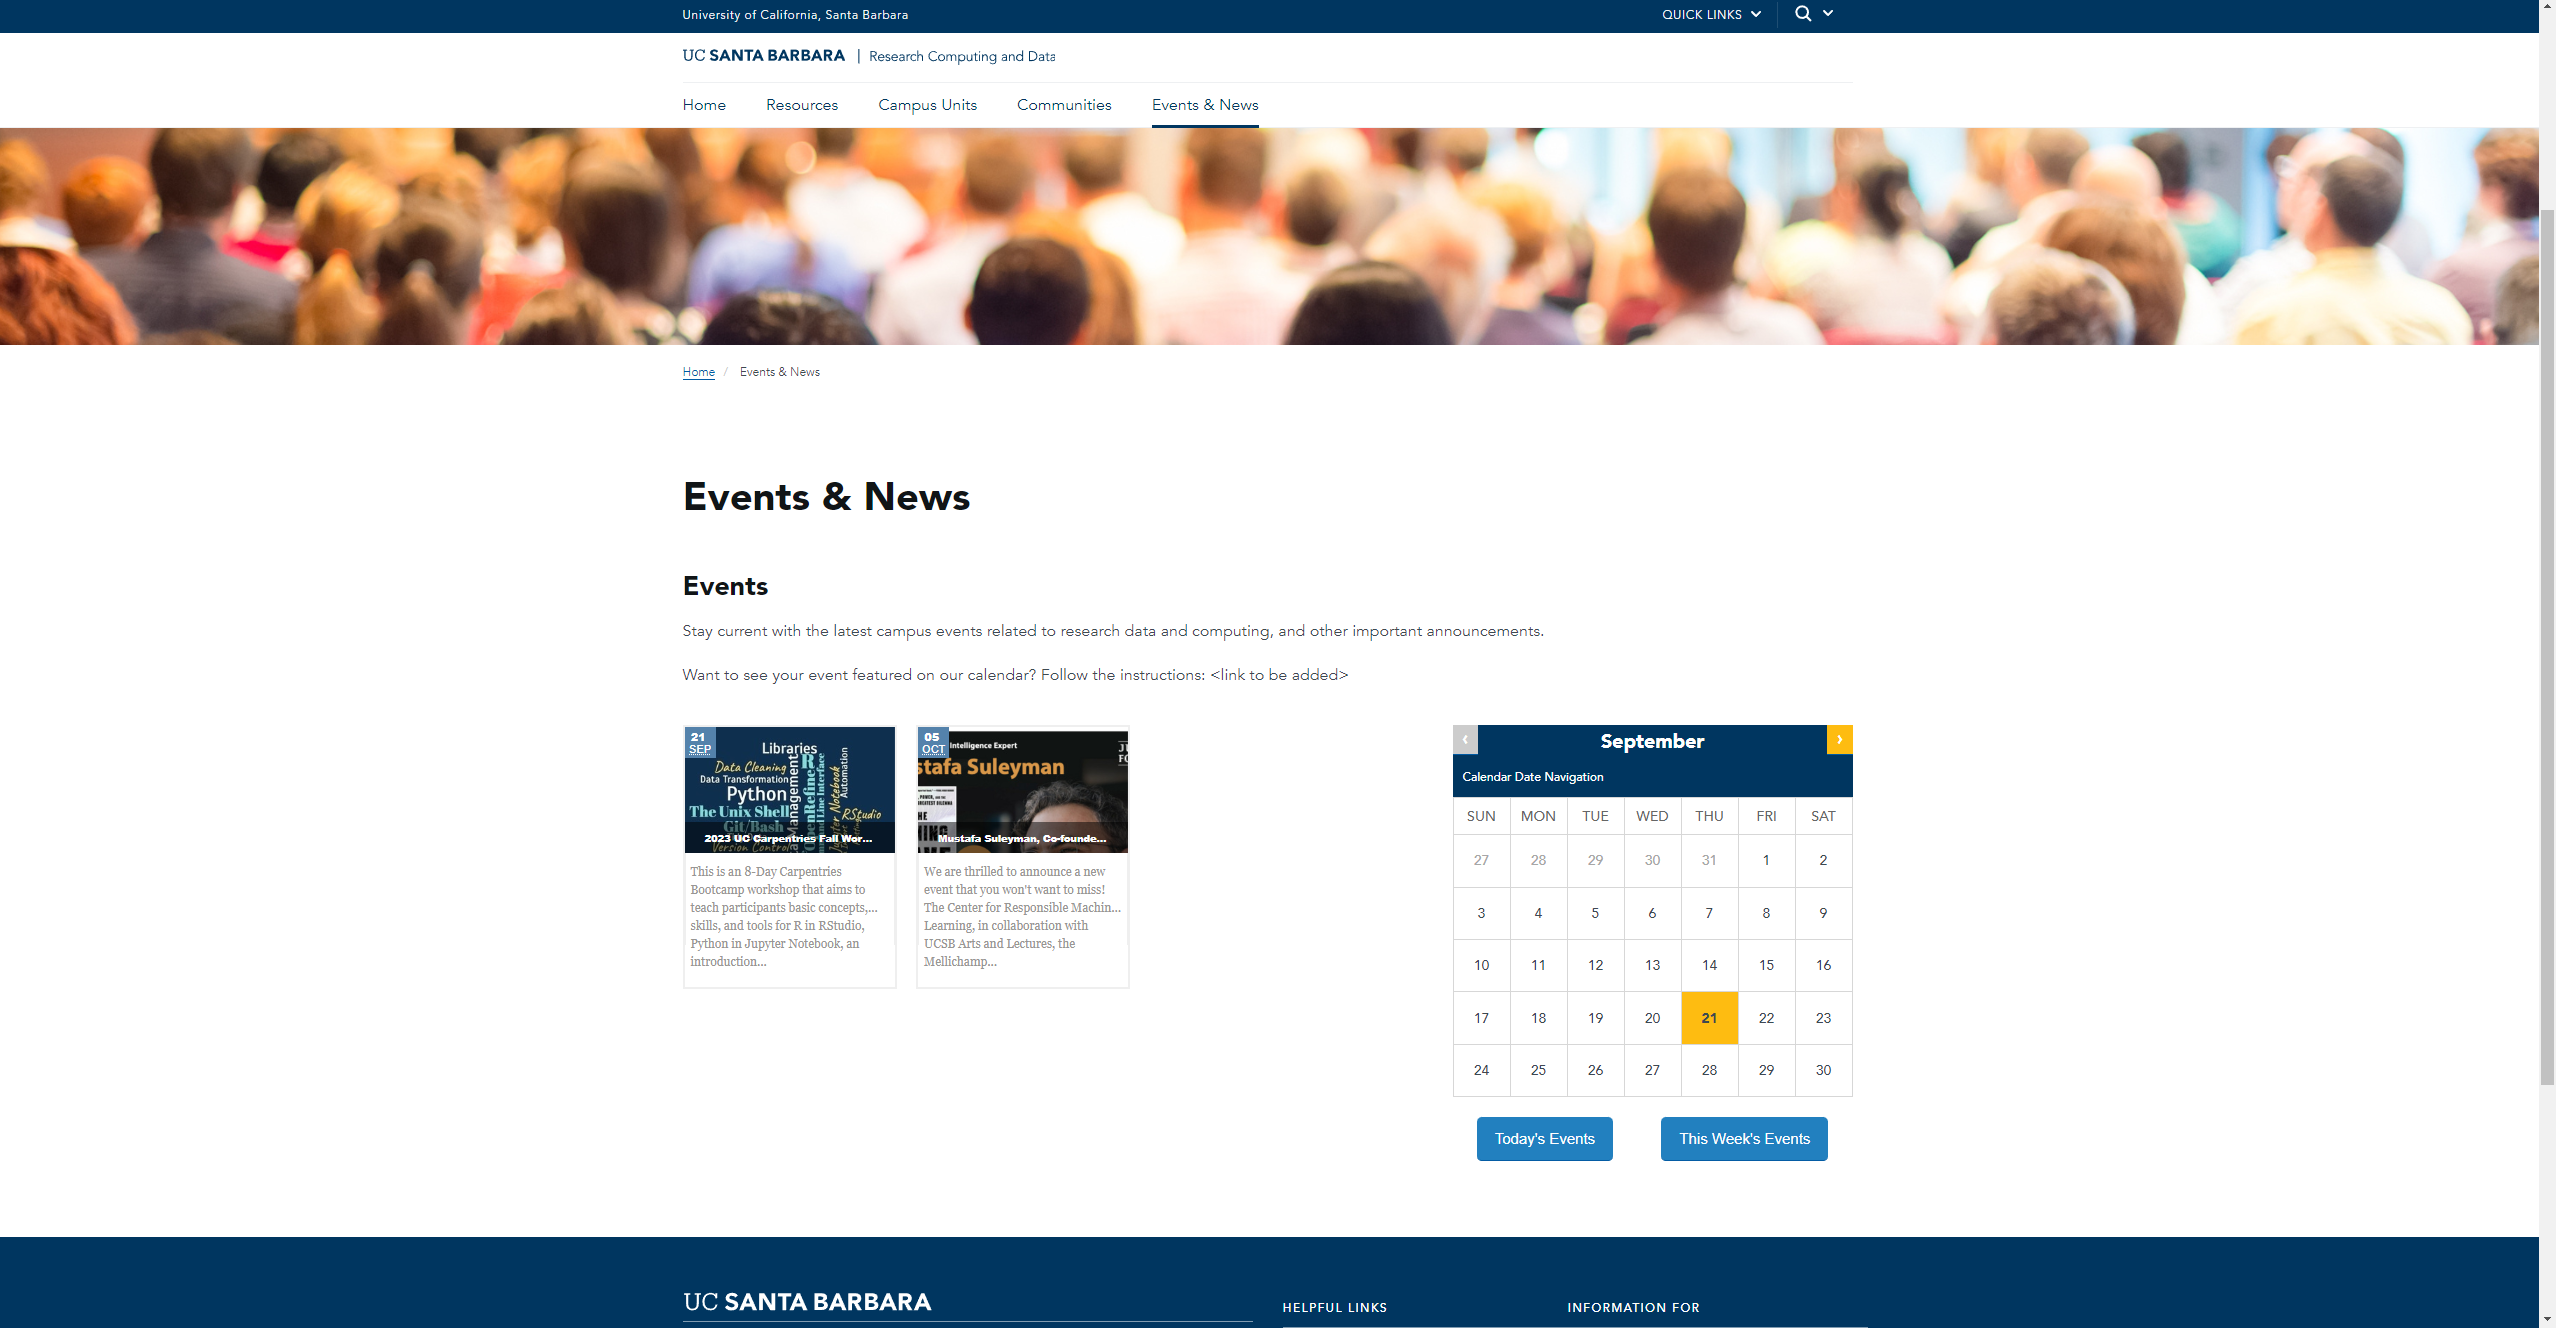 University of California, Santa Barbara
QUICK LINKS
UC SANTA BARBARA | Research Computing and Data
Home Resources Campus Units Communities Events & News
Home / Events & News
Events & News
Events
Stay current with the latest campus events related to research data and computing, and other important announcements.
Want to see your event featured on our calendar? Follow the instructions: <link to be added>
21
SEP
Libraries
Data Cleaning
Data Transformation
Python
The Unix Shell
Git/Bash
Version Control
Management
OpenRefine
R
and Line Interface
Jupyter Notebook
Automation
RStudio
2023 UC Carpentries Fall Wor...
This is an 8-Day Carpentries
Bootcamp workshop that aims to
teach participants basic concepts,...
skills, and tools for R in RStudio,
Python in Jupyter Notebook, an
introduction...
05
OCT
Intelligence Expert
stafa Suleyman
Mustafa Suleyman, Co-founde...
We are thrilled to announce a new
event that you won't want to miss!
The Center for Responsible Machin...
Learning, in collaboration with
UCSB Arts and Lectures, the
Mellichamp...
‹ September ›
Calendar Date Navigation
SUN MON TUE WED THU FRI SAT
27 28 29 30 31 1 2
3 4 5 6 7 8 9
10 11 12 13 14 15 16
17 18 19 20 21 22 23
24 25 26 27 28 29 30
Today's Events This Week's Events
UC SANTA BARBARA
HELPFUL LINKS
INFORMATION FOR